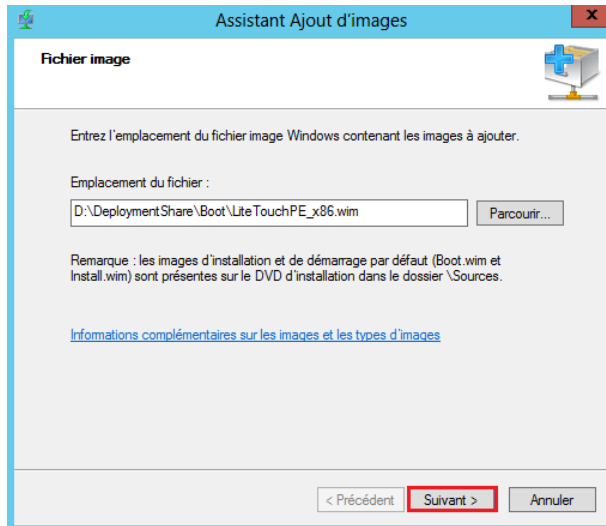 Assistant Ajout d'images
x
Fichier image
Entrez l'emplacement du fichier image Windows contenant les images à ajouter.
Emplacement du fichier :
D:\DeploymentShare\Boot\LiteTouchPE_x86.wim
Parcourir...
Remarque : les images d'installation et de démarrage par défaut (Boot.wim et
Install.wim) sont présentes sur le DVD d'installation dans le dossier \Sources.
Informations complémentaires sur les images et les types d'images
< Précédent
Suivant >
Annuler